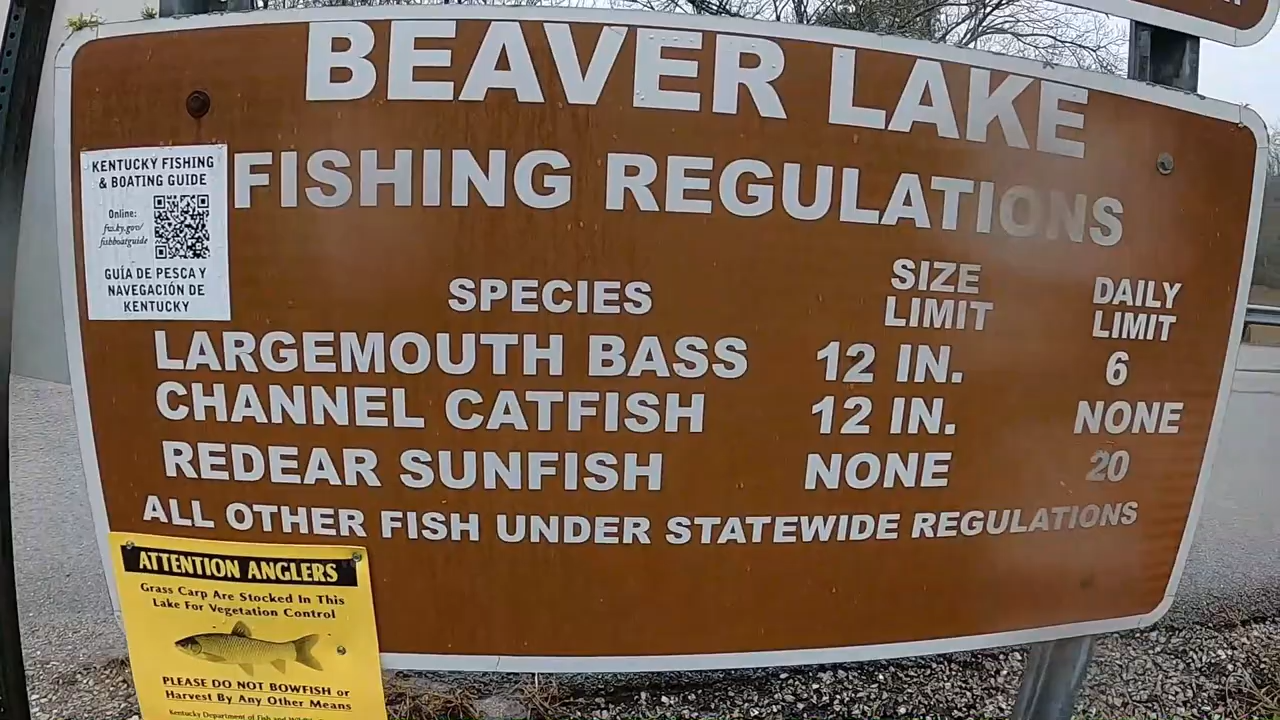 BEAVER LAKE
FISHING REGULATIONS
KENTUCKY FISHING
& BOATING GUIDE
Online:
fw.ky.gov/
fishboatguide
GUÍA DE PESCA Y
NAVEGACIÓN DE
KENTUCKY
SPECIES SIZE LIMIT DAILY LIMIT
LARGEMOUTH BASS 12 IN. 6
CHANNEL CATFISH 12 IN. NONE
REDEAR SUNFISH NONE 20
ALL OTHER FISH UNDER STATEWIDE REGULATIONS
ATTENTION ANGLERS
Grass Carp Are Stocked In This
Lake For Vegetation Control
PLEASE DO NOT BOWFISH or
Harvest By Any Other Means
Kentucky Department of Fish and